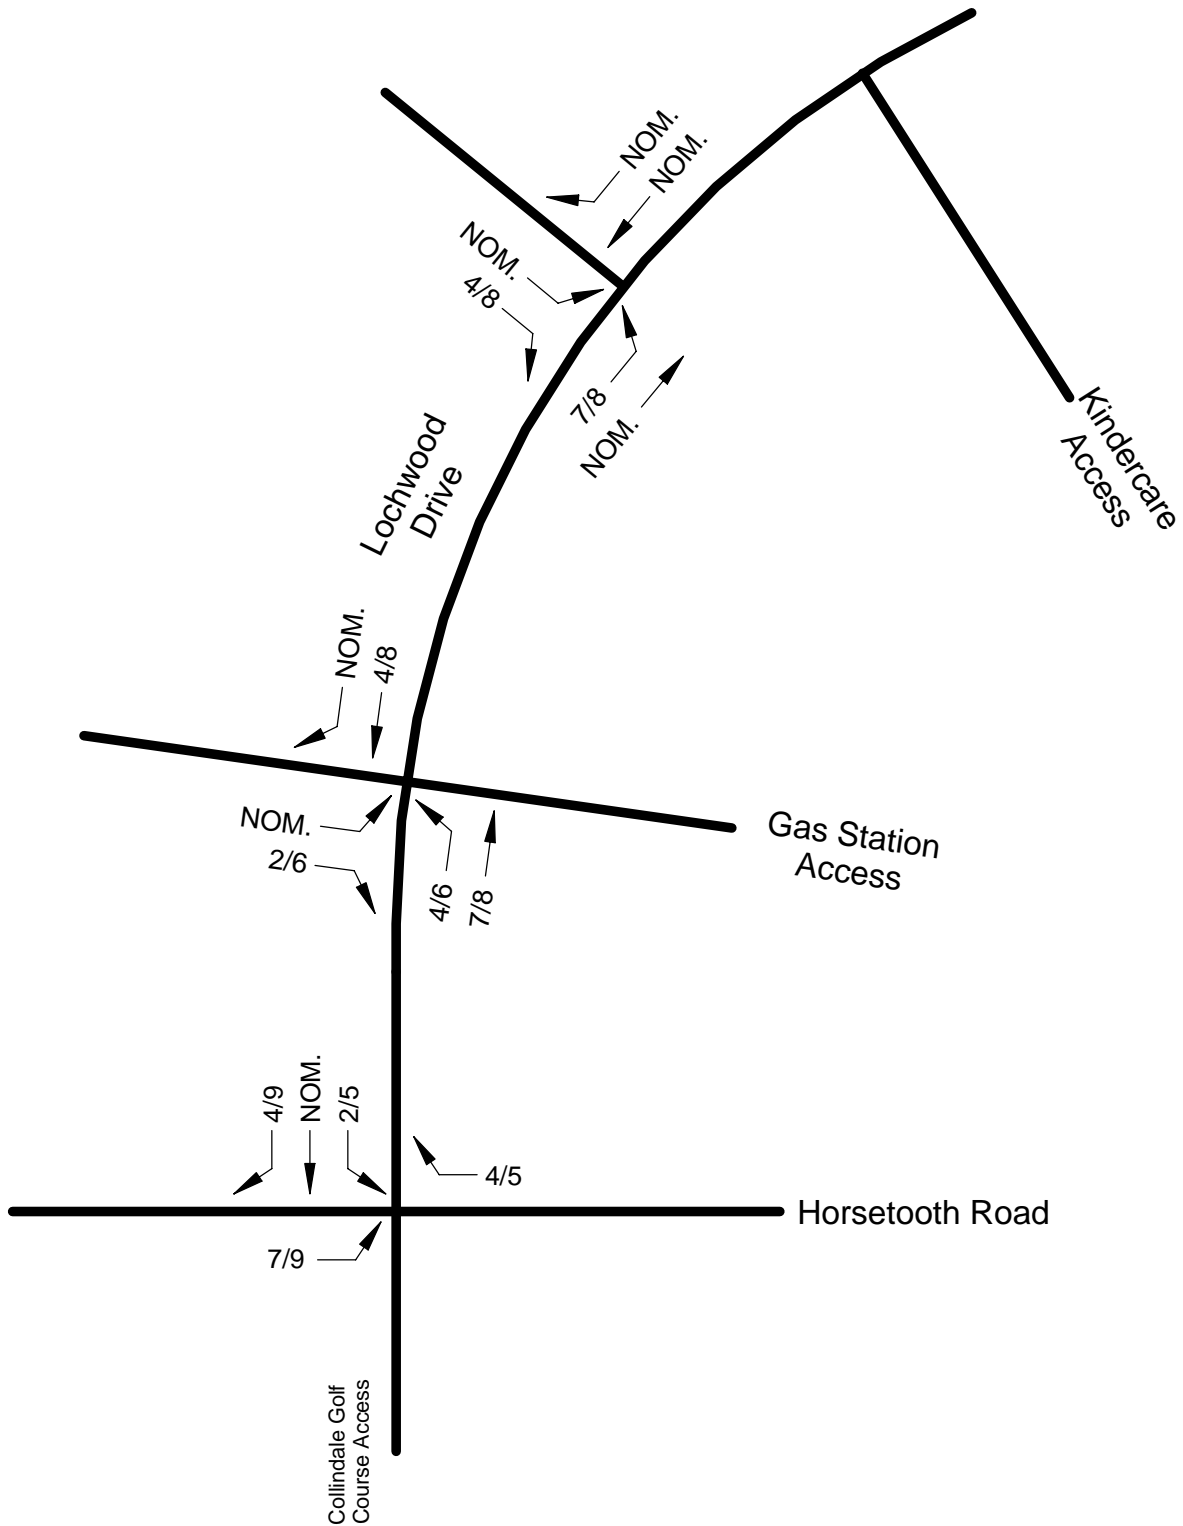 NOM.
NOM.
NOM.
4/8
7/8
NOM.
Kindercare
Access
Lochwood
Drive
NOM.
4/8
NOM.
2/6
4/6
7/8
Gas Station
Access
4/9
NOM.
2/5
4/5
Horsetooth Road
7/9
Collindale Golf
Course Access